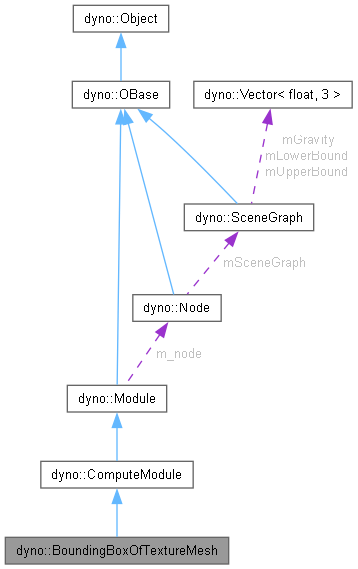 dyno::Object
dyno::OBase
dyno::Vector< float, 3 >
mGravity
mLowerBound
mUpperBound
dyno::SceneGraph
mSceneGraph
dyno::Node
m_node
dyno::Module
dyno::ComputeModule
dyno::BoundingBoxOfTextureMesh